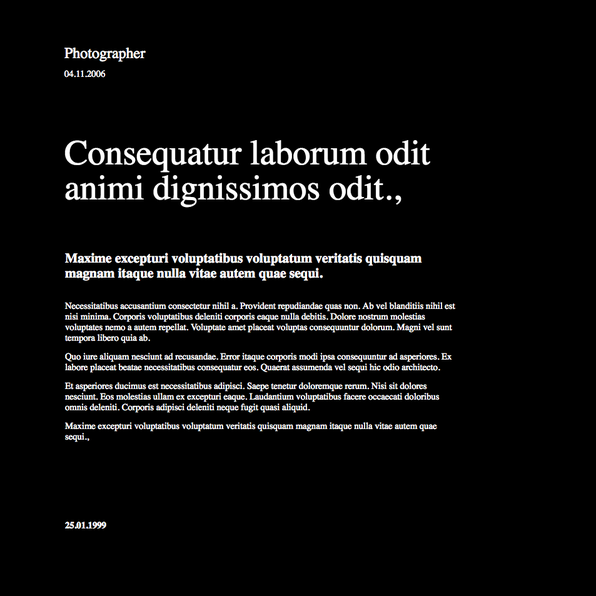 Photographer
04.11.2006
Consequatur laborum odit
animi dignissimos odit.,
Maxime excepturi voluptatibus voluptatum veritatis quisquam
magnam itaque nulla vitae autem quae sequi.
Necessitatibus accusantium consectetur nihil a. Provident repudiandae quas non. Ab vel blanditiis nihil est
nisi minima. Corporis voluptatibus deleniti corporis eaque nulla debitis. Dolore nostrum molestias
voluptates nemo a autem repellat. Voluptate amet placeat voluptas consequuntur dolorum. Magni vel sunt
tempora libero quia ab.
Quo iure aliquam nesciunt ad recusandae. Error itaque corporis modi ipsa consequuntur ad asperiores. Ex
labore placeat beatae necessitatibus consequatur eos. Quaerat assumenda vel sequi hic odio architecto.
Et asperiores ducimus est necessitatibus adipisci. Saepe tenetur doloremque rerum. Nisi sit dolores
nesciunt. Eos molestias ullam ex excepturi eaque. Laudantium voluptatibus facere occaecati doloribus
omnis deleniti. Corporis adipisci deleniti neque fugit quasi aliquid.
Maxime excepturi voluptatibus voluptatum veritatis quisquam magnam itaque nulla vitae autem quae
sequi.,
25.01.1999